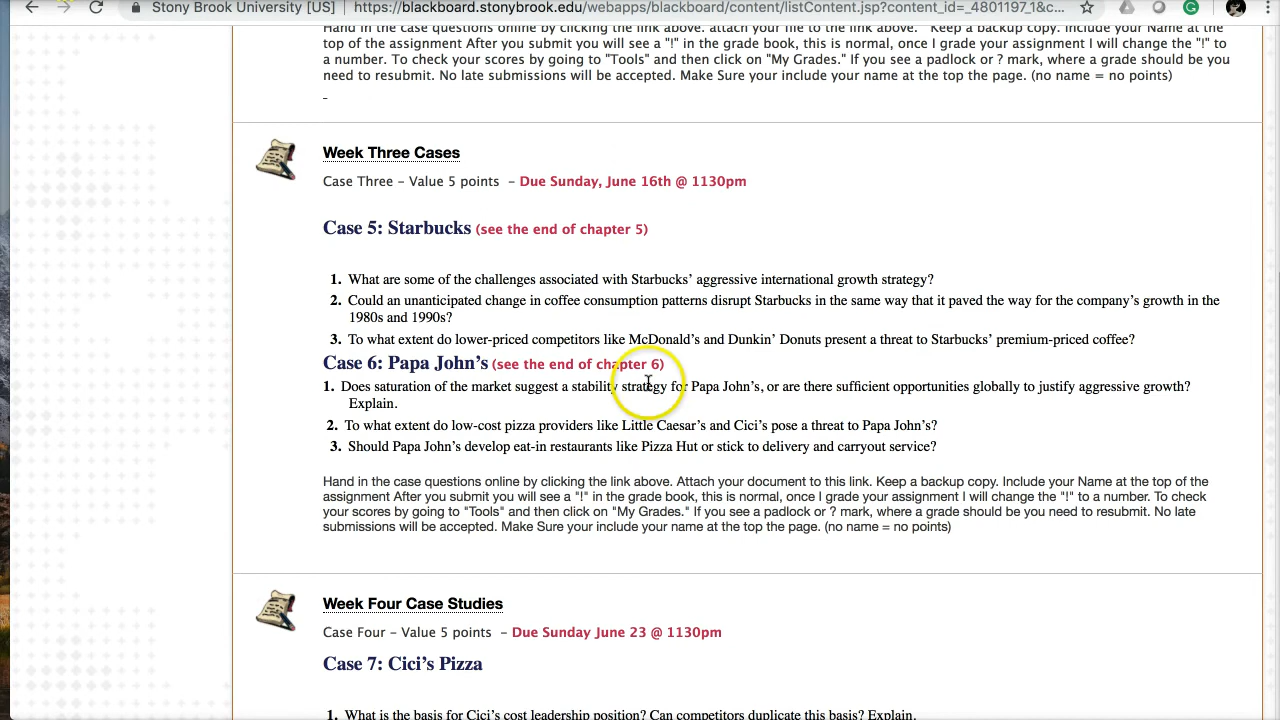 Stony Brook University [US] | https://blackboard.stonybrook.edu/webapps/blackboard/content/listContent.jsp?content_id=_4801197_1&c...
Hand in the case questions online by clicking the link above. attach your file to the link above. Keep a backup copy. Include your Name at the
top of the assignment After you submit you will see a "!" in the grade book, this is normal, once I grade your assignment I will change the "!" to
a number. To check your scores by going to "Tools" and then click on "My Grades." If you see a padlock or ? mark, where a grade should be you
need to resubmit. No late submissions will be accepted. Make Sure your include your name at the top the page. (no name = no points)
-
Week Three Cases
Case Three – Value 5 points – Due Sunday, June 16th @ 1130pm
Case 5: Starbucks (see the end of chapter 5)
1. What are some of the challenges associated with Starbucks' aggressive international growth strategy?
2. Could an unanticipated change in coffee consumption patterns disrupt Starbucks in the same way that it paved the way for the company's growth in the
1980s and 1990s?
3. To what extent do lower-priced competitors like McDonald's and Dunkin' Donuts present a threat to Starbucks' premium-priced coffee?
Case 6: Papa John's (see the end of chapter 6)
1. Does saturation of the market suggest a stability strategy for Papa John's, or are there sufficient opportunities globally to justify aggressive growth?
Explain.
2. To what extent do low-cost pizza providers like Little Caesar's and Cici's pose a threat to Papa John's?
3. Should Papa John's develop eat-in restaurants like Pizza Hut or stick to delivery and carryout service?
Hand in the case questions online by clicking the link above. Attach your document to this link. Keep a backup copy. Include your Name at the top of the
assignment After you submit you will see a "!" in the grade book, this is normal, once I grade your assignment I will change the "!" to a number. To check
your scores by going to "Tools" and then click on "My Grades." If you see a padlock or ? mark, where a grade should be you need to resubmit. No late
submissions will be accepted. Make Sure your include your name at the top the page. (no name = no points)
Week Four Case Studies
Case Four – Value 5 points – Due Sunday June 23 @ 1130pm
Case 7: Cici's Pizza
1. What is the basis for Cici's cost leadership position? Can competitors duplicate this basis? Explain.